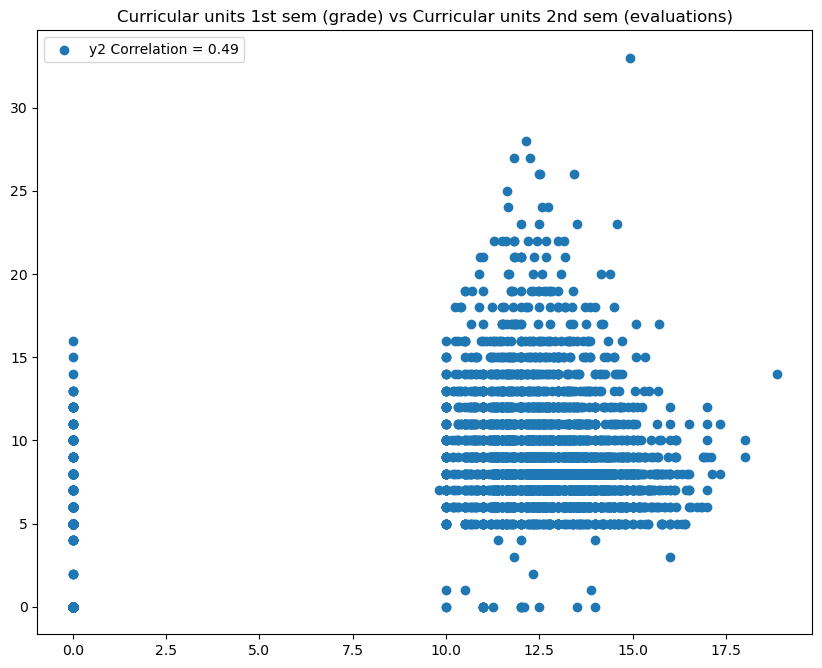 Curricular units 1st sem (grade) vs Curricular units 2nd sem (evaluations)
y2 Correlation = 0.49
30
25
20
15
10
5
0
0.0 2.5 5.0 7.5 10.0 12.5 15.0 17.5